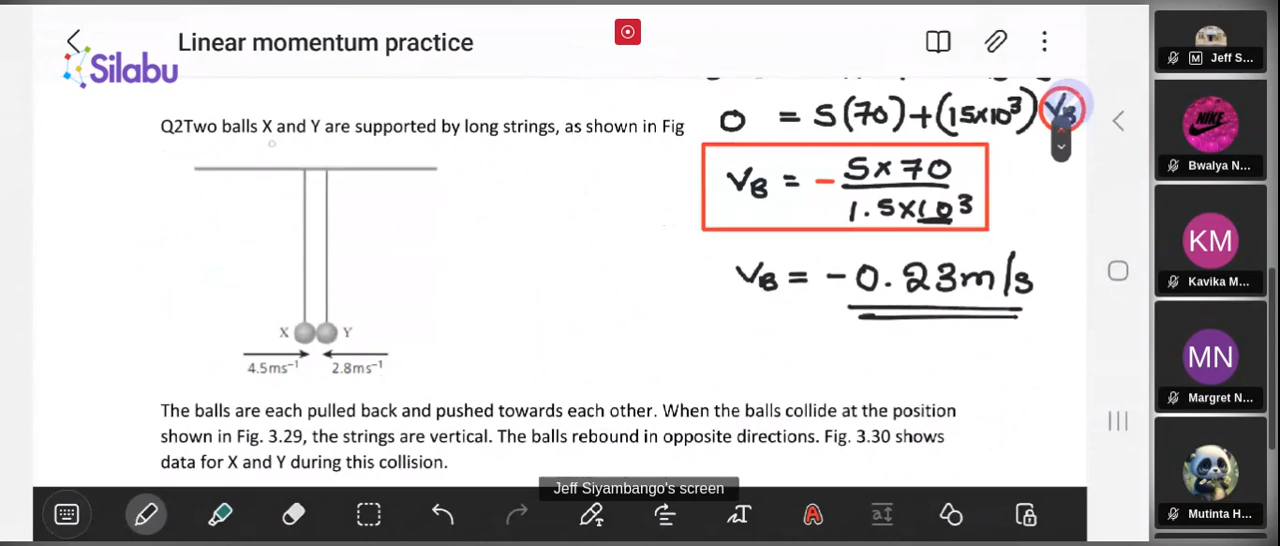 Linear momentum practice
Silabu
Q2Two balls X and Y are supported by long strings, as shown in Fig
0 = 5(70)+(15x10³)VB
VB = - 5x70
1.5x10³
VB = -0.23m/s
X Y
4.5ms⁻¹ 2.8ms⁻¹
The balls are each pulled back and pushed towards each other. When the balls collide at the position
shown in Fig. 3.29, the strings are vertical. The balls rebound in opposite directions. Fig. 3.30 shows
data for X and Y during this collision.
Jeff Siyambango's screen
M Jeff S...
NIKE
Bwalya N...
KM
Kavika M...
MN
Margret N...
Mutinta H...